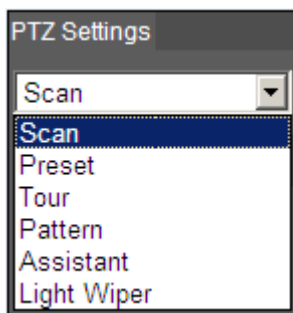 PTZ Settings
Scan
Scan
Preset
Tour
Pattern
Assistant
Light Wiper